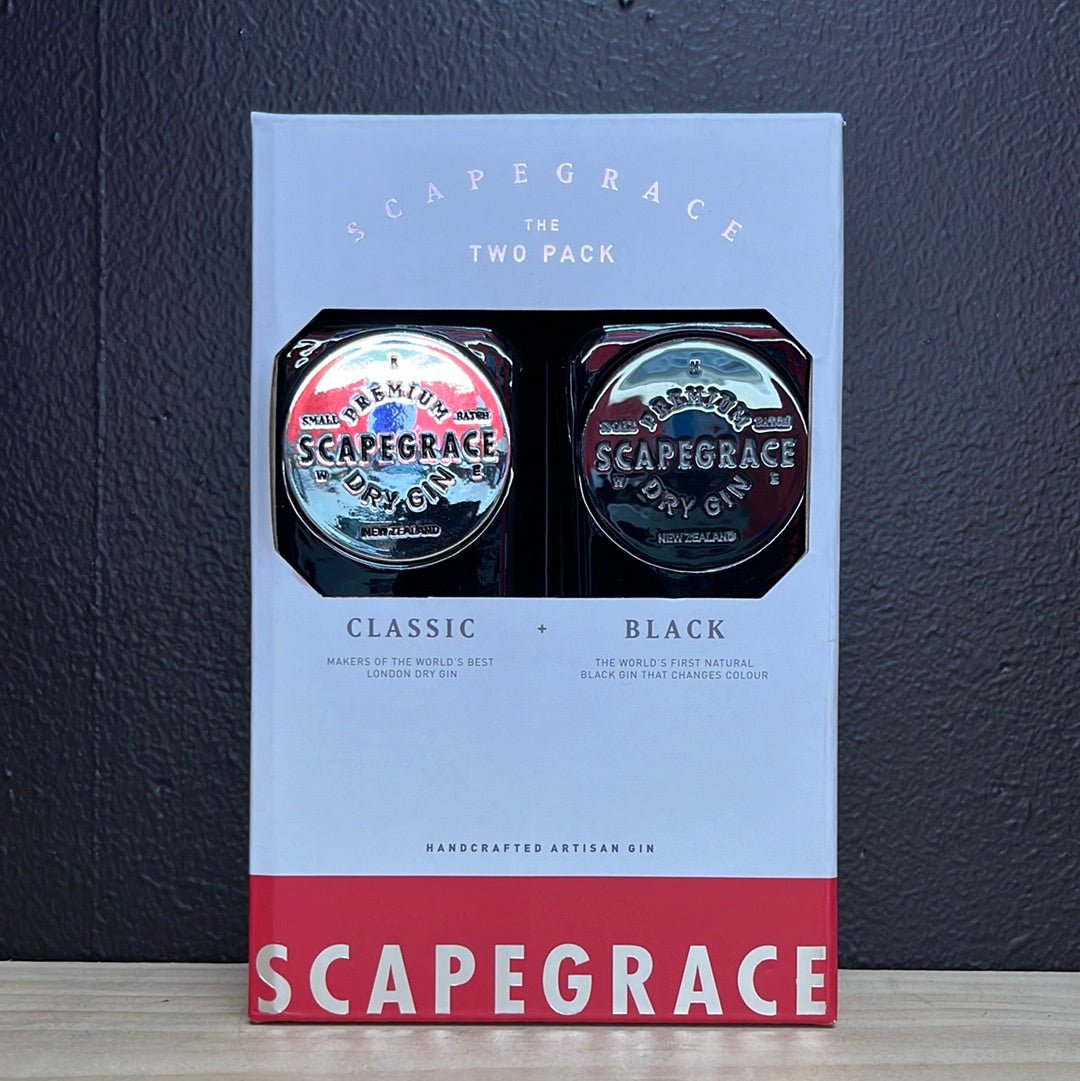 SCAPEGRACE
THE
TWO PACK
N
PREMIUM
SMALL BATCH
SCAPEGRACE
W E
DRY GIN
NEW ZEALAND
N
PREMIUM
SMALL BATCH
SCAPEGRACE
W E
DRY GIN
NEW ZEALAND
CLASSIC + BLACK
MAKERS OF THE WORLD'S BEST
LONDON DRY GIN
THE WORLD'S FIRST NATURAL
BLACK GIN THAT CHANGES COLOUR
HANDCRAFTED ARTISAN GIN
SCAPEGRACE